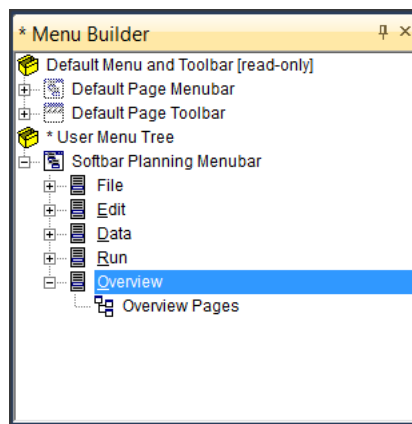 * Menu Builder
Default Menu and Toolbar [read-only]
Default Page Menubar
Default Page Toolbar
* User Menu Tree
Softbar Planning Menubar
File
Edit
Data
Run
Overview
Overview Pages